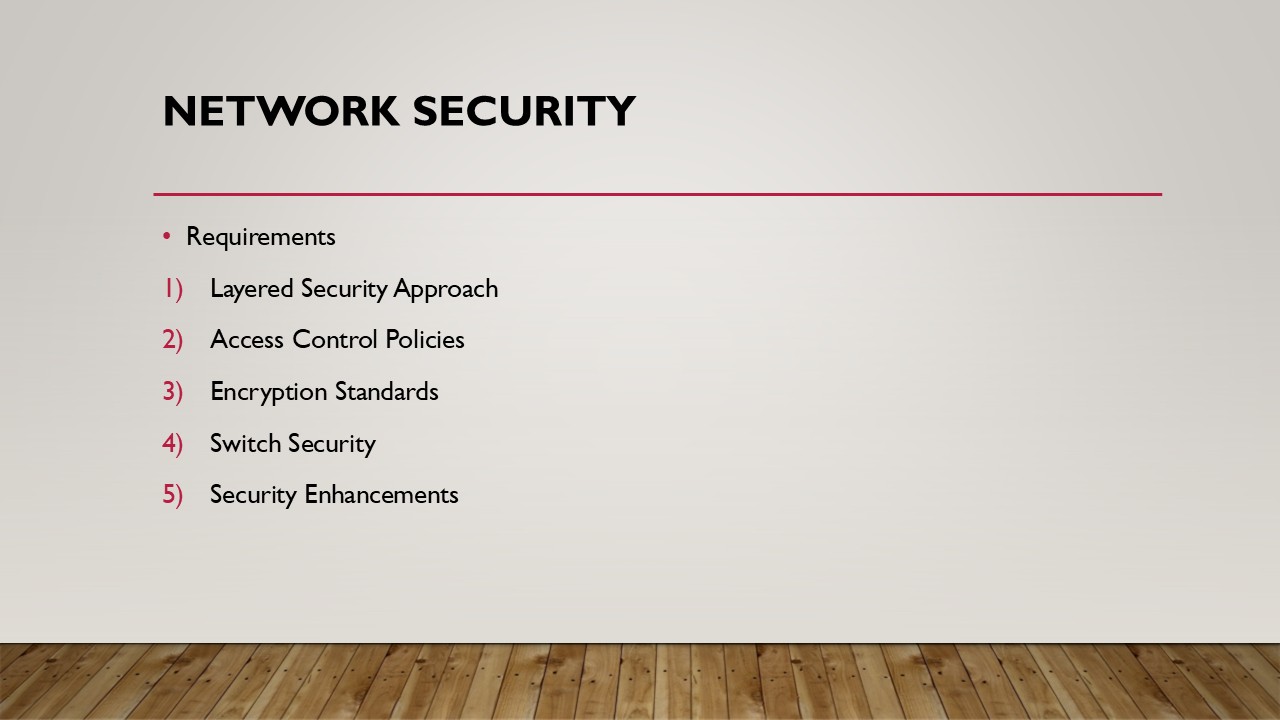 NETWORK SECURITY
• Requirements
1) Layered Security Approach
2) Access Control Policies
3) Encryption Standards
4) Switch Security
5) Security Enhancements